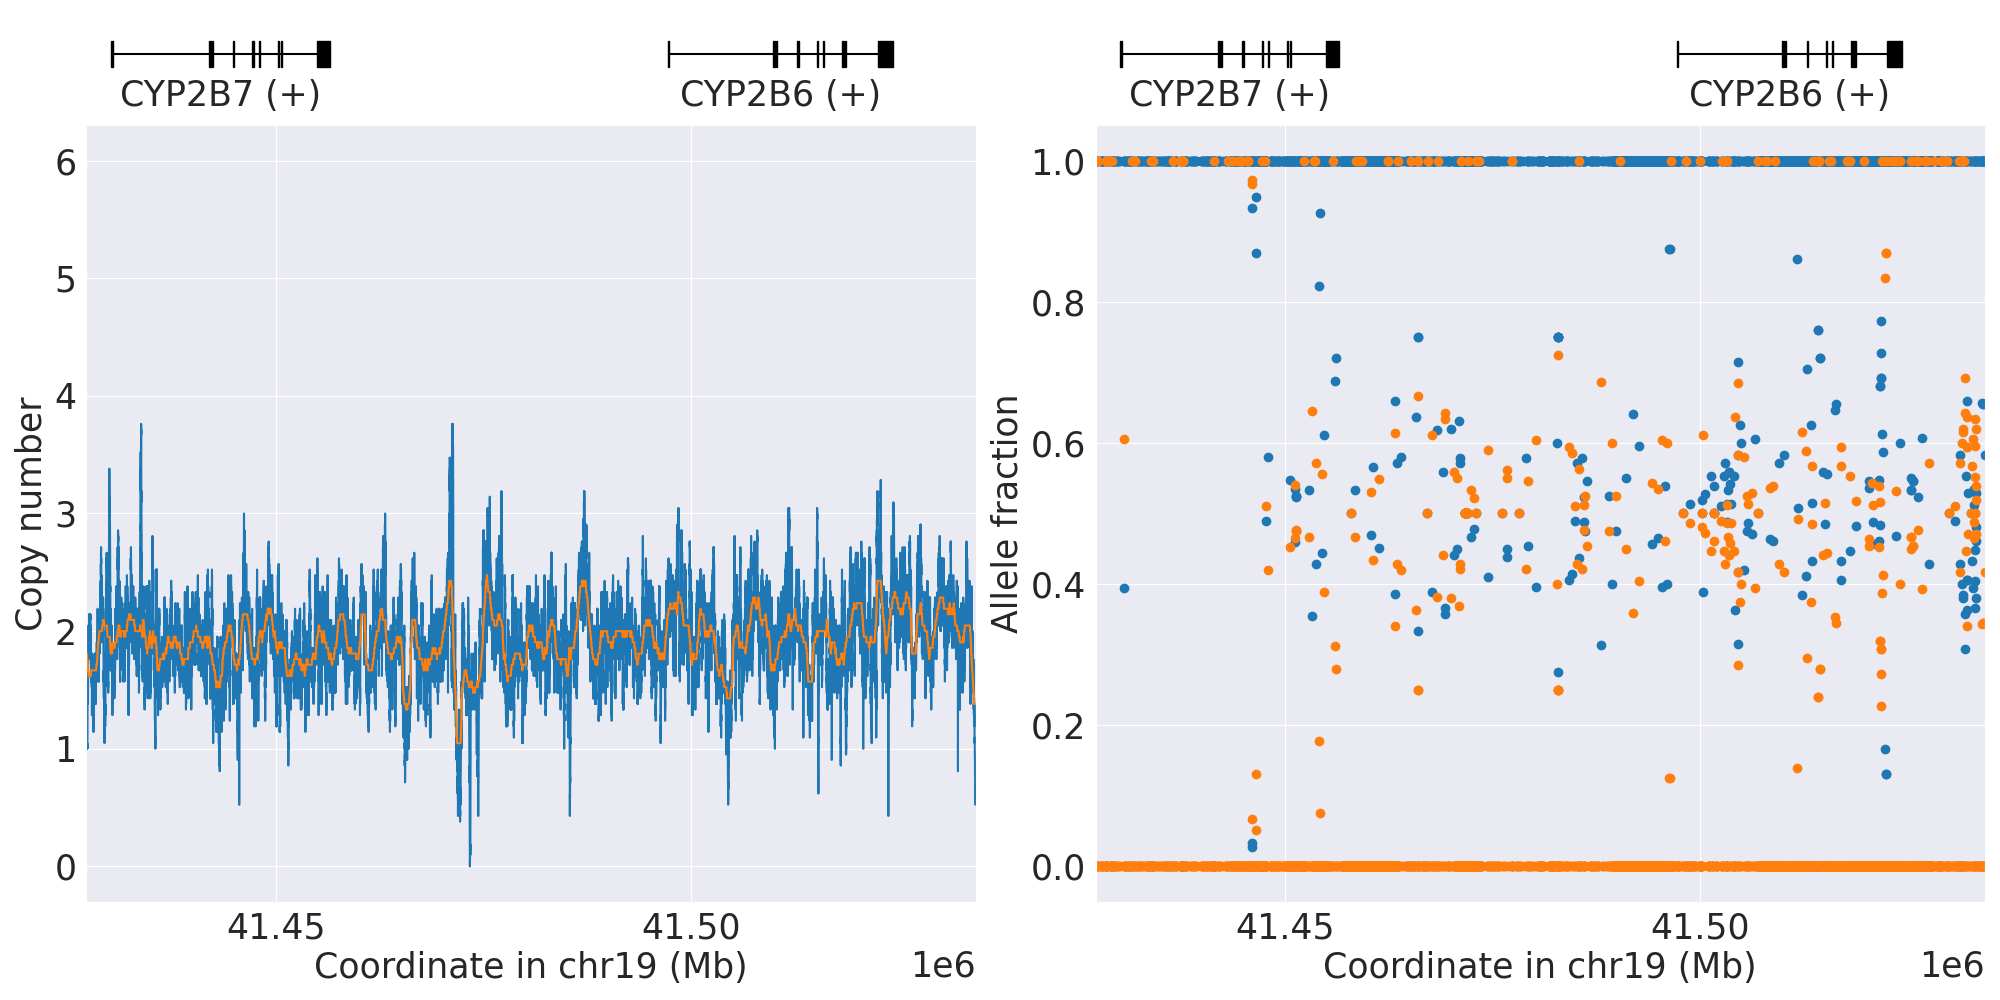 CYP2B7 (+)
CYP2B6 (+)
6
5
4
3
2
1
0
Copy number
41.45
41.50
Coordinate in chr19 (Mb)
1e6
CYP2B7 (+)
CYP2B6 (+)
1.0
0.8
0.6
0.4
0.2
0.0
Allele fraction
41.45
41.50
Coordinate in chr19 (Mb)
1e6